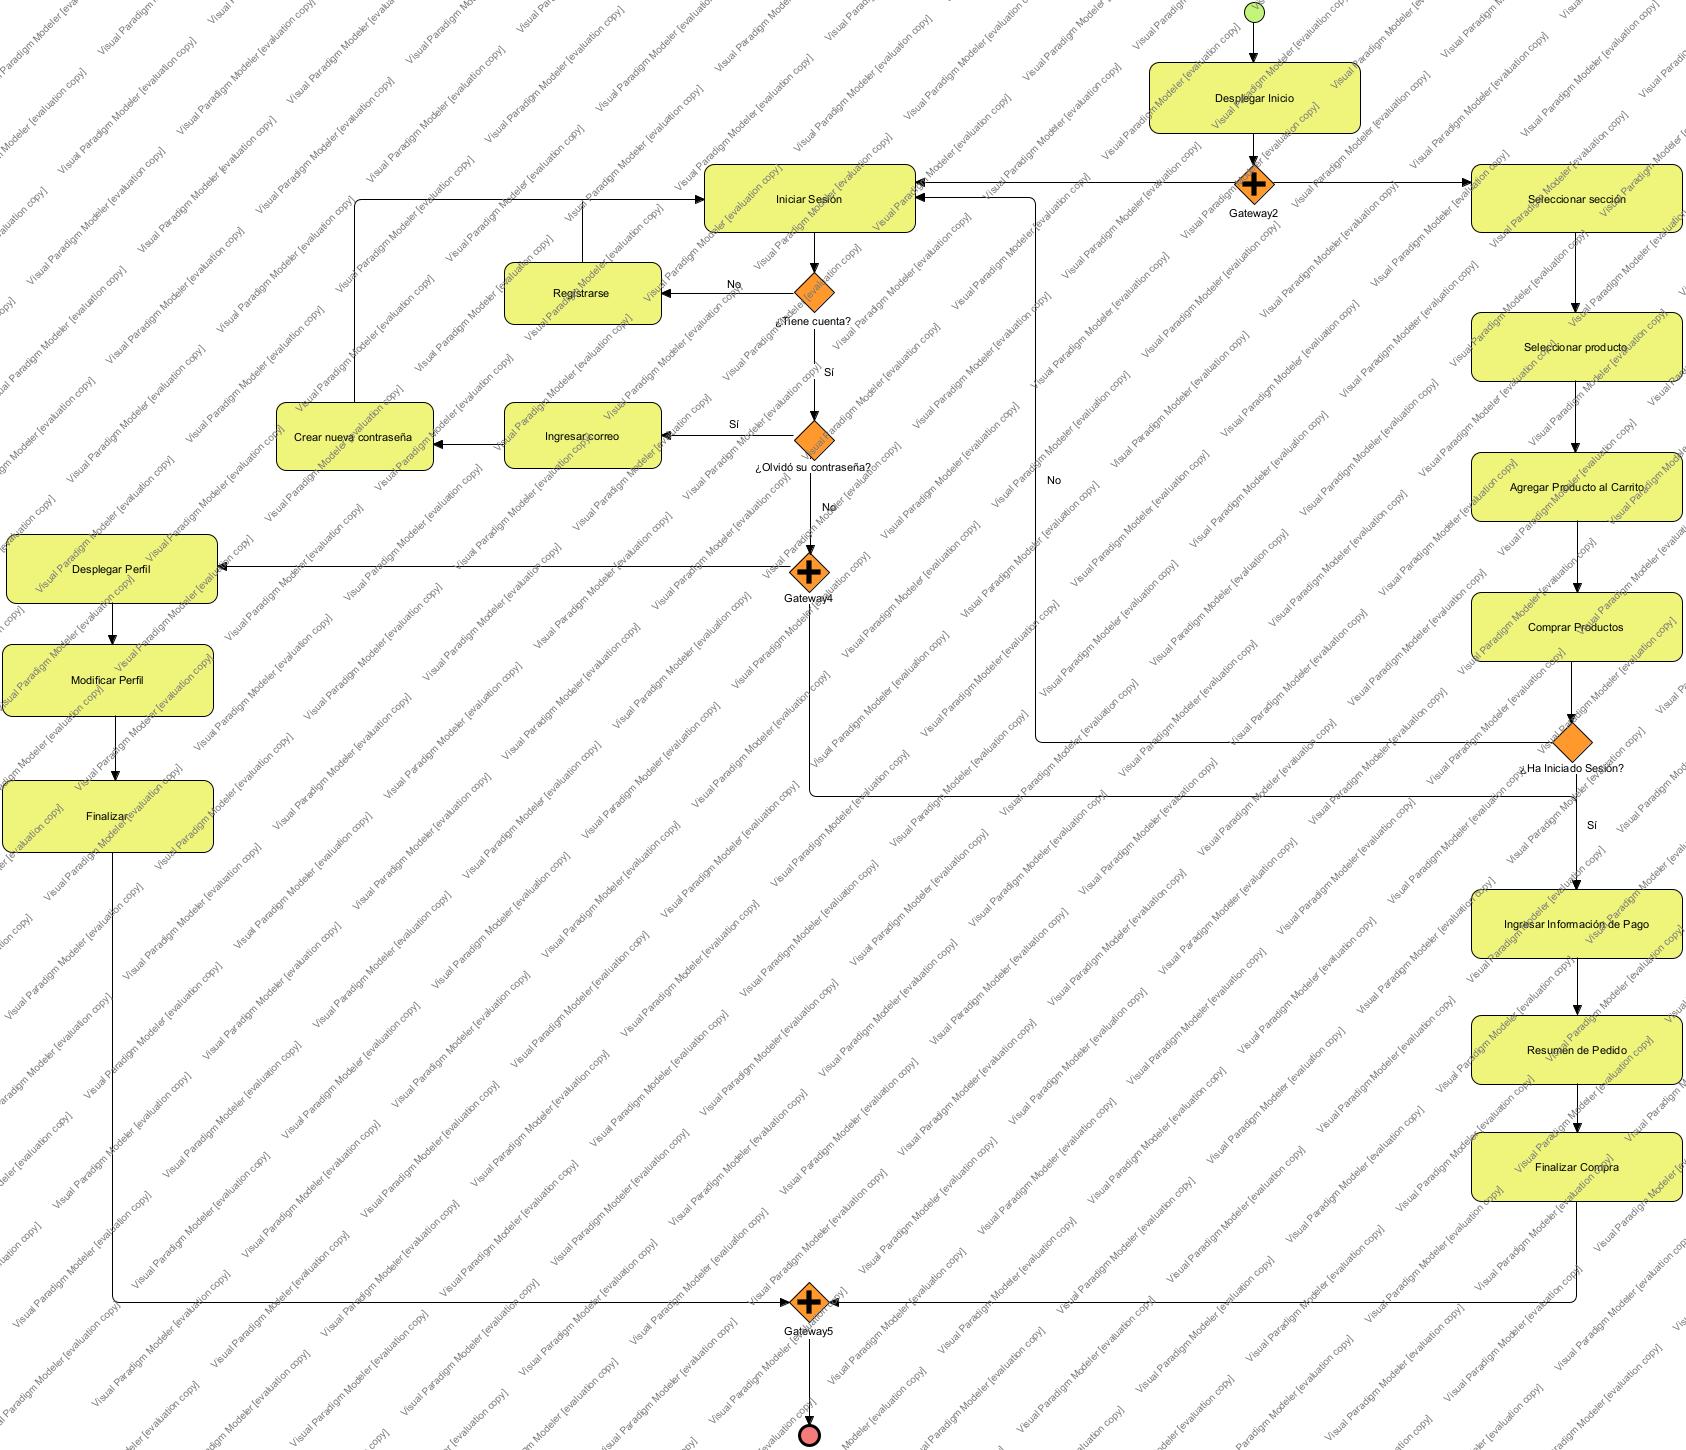 Desplegar Inicio
Iniciar Sesión
Gateway2
Seleccionar sección
Registrarse
No
¿Tiene cuenta?
Seleccionar producto
Sí
Crear nueva contraseña
Ingresar correo
Sí
¿Olvidó su contraseña?
No
Agregar Producto al Carrito
No
Desplegar Perfil
Gateway4
Comprar Productos
Modificar Perfil
¿Ha Iniciado Sesión?
Finalizar
Sí
Ingresar Información de Pago
Resumen de Pedido
Finalizar Compra
Gateway5
Visual Paradigm Modeler [evaluation copy]